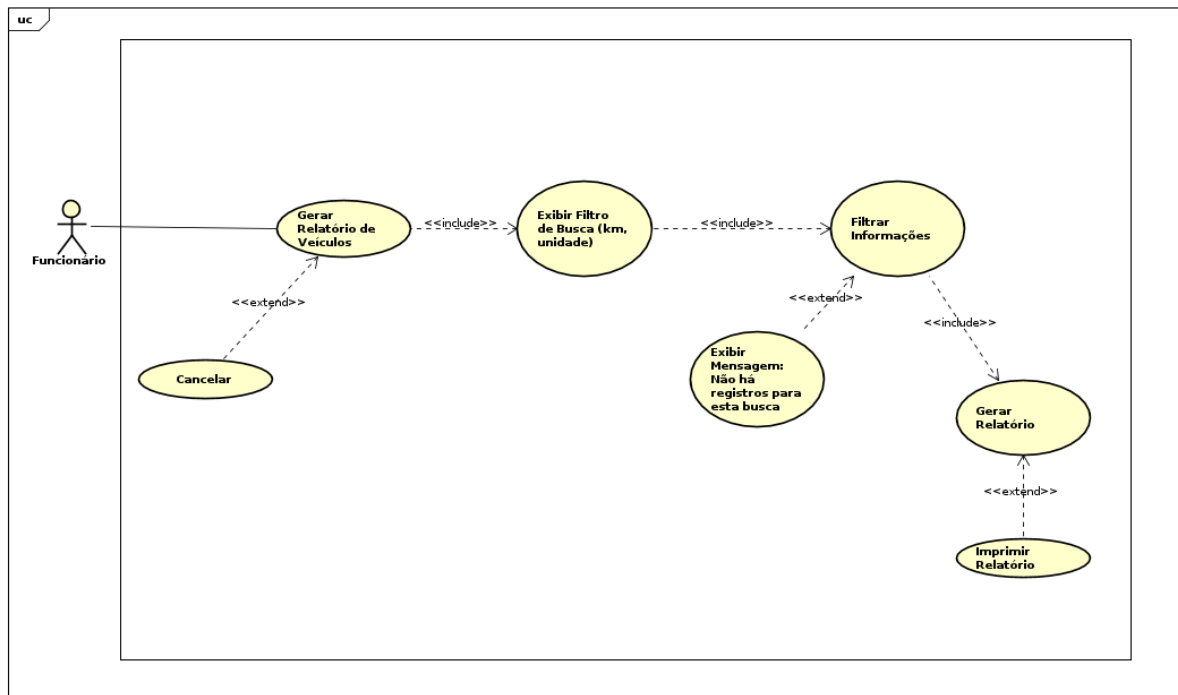 uc
Funcionário
Gerar
Relatório de
Veículos
<<include>>
Exibir Filtro
de Busca (km,
unidade)
<<include>>
Filtrar
Informações
<<extend>>
Cancelar
<<extend>>
Exibir
Mensagem:
Não há
registros para
esta busca
<<include>>
Gerar
Relatório
<<extend>>
Imprimir
Relatório